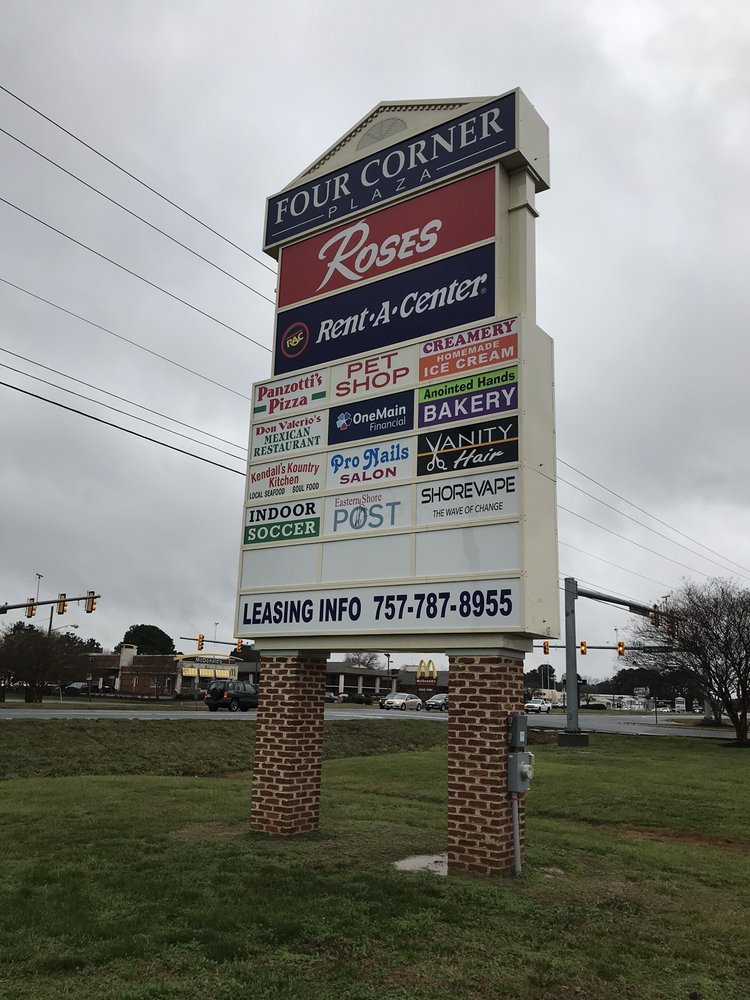 FOUR CORNER
PLAZA
ROSES
RAC
RENT-A-CENTER
Panzotti's
Pizza
PET
SHOP
CREAMERY
HOMEMADE
ICE CREAM
Don Valerio's
MEXICAN
RESTAURANT
OneMain
Financial
Anointed Hands
BAKERY
Kendall's Kountry
Kitchen
LOCAL SEAFOOD SOUL FOOD
Pro Nails
SALON
VANITY
Hair
INDOOR
SOCCER
Eastern Shore
POST
SHOREVAPE
THE WAVE OF CHANGE
LEASING INFO 757-787-8955
McDonald's